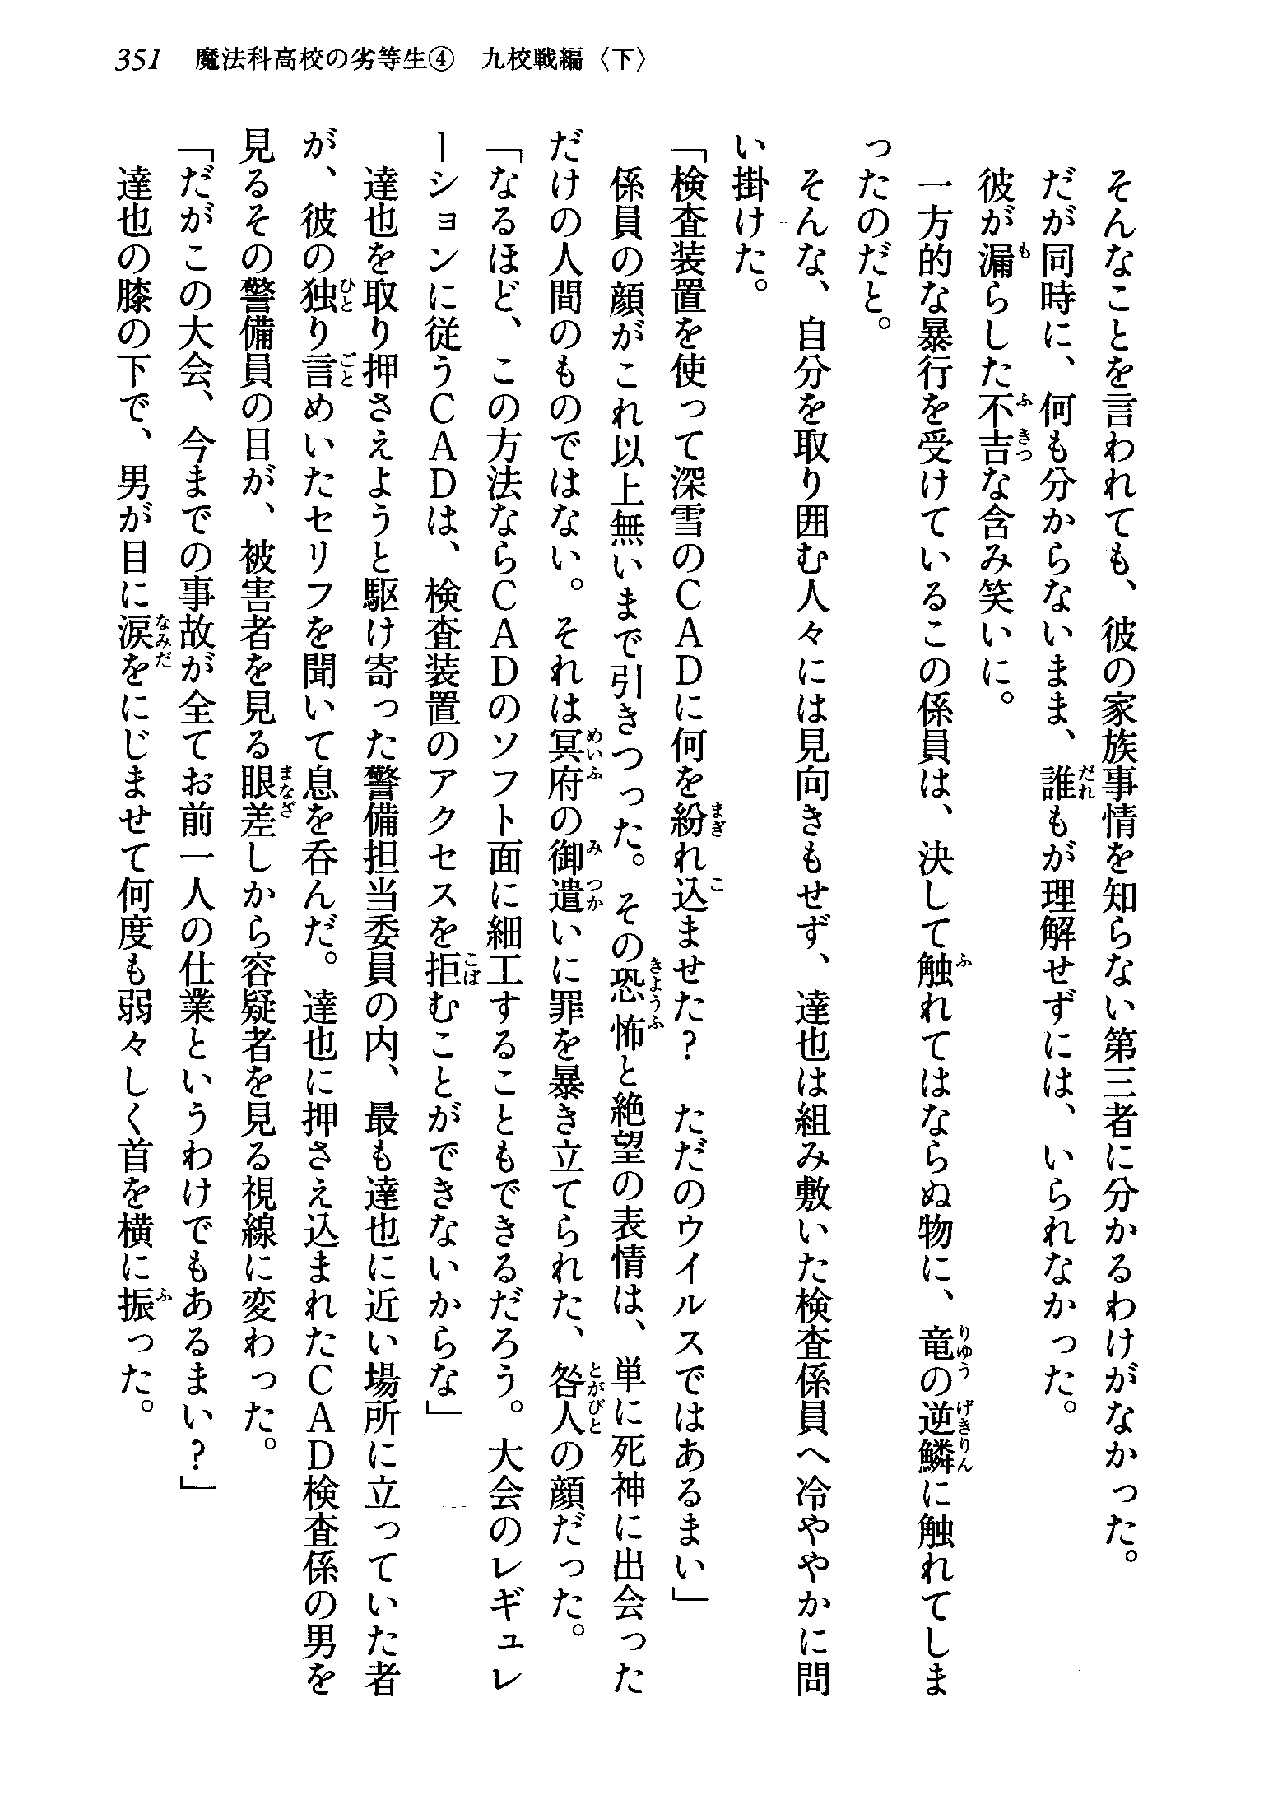 351　魔法科高校の劣等生④　九校戦編〈下〉
　そんなことを言われても、彼の家族事情を知らない第三者に分かるわけがなかった。
　だが同時に、何も分からないまま、誰もが理解せずには、いられなかった。
　彼が漏らした不吉な含み笑いに。
　一方的な暴行を受けているこの係員は、決して触れてはならぬ物に、竜の逆鱗に触れてしま
ったのだと。
　そんな、自分を取り囲む人々には見向きもせず、達也は組み敷いた検査係員へ冷ややかに問
い掛けた。
「検査装置を使って深雪のＣＡＤに何を紛れ込ませた？　ただのウイルスではあるまい」
　係員の顔がこれ以上無いまで引きつった。その恐怖と絶望の表情は、単に死神に出会った
だけの人間のものではない。それは冥府の御遣いに罪を暴き立てられた、咎人の顔だった。
「なるほど、この方法ならＣＡＤのソフト面に細工することもできるだろう。大会のレギュレ
ーションに従うＣＡＤは、検査装置のアクセスを拒むことができないからな」
　達也を取り押さえようと駆け寄った警備担当委員の内、最も達也に近い場所に立っていた者
が、彼の独り言めいたセリフを聞いて息を呑んだ。達也に押さえ込まれたＣＡＤ検査係の男を
見るその警備員の目が、被害者を見る眼差しから容疑者を見る視線に変わった。
「だがこの大会、今までの事故が全てお前一人の仕業というわけでもあるまい？」
　達也の膝の下で、男が目に涙をにじませて何度も弱々しく首を横に振った。